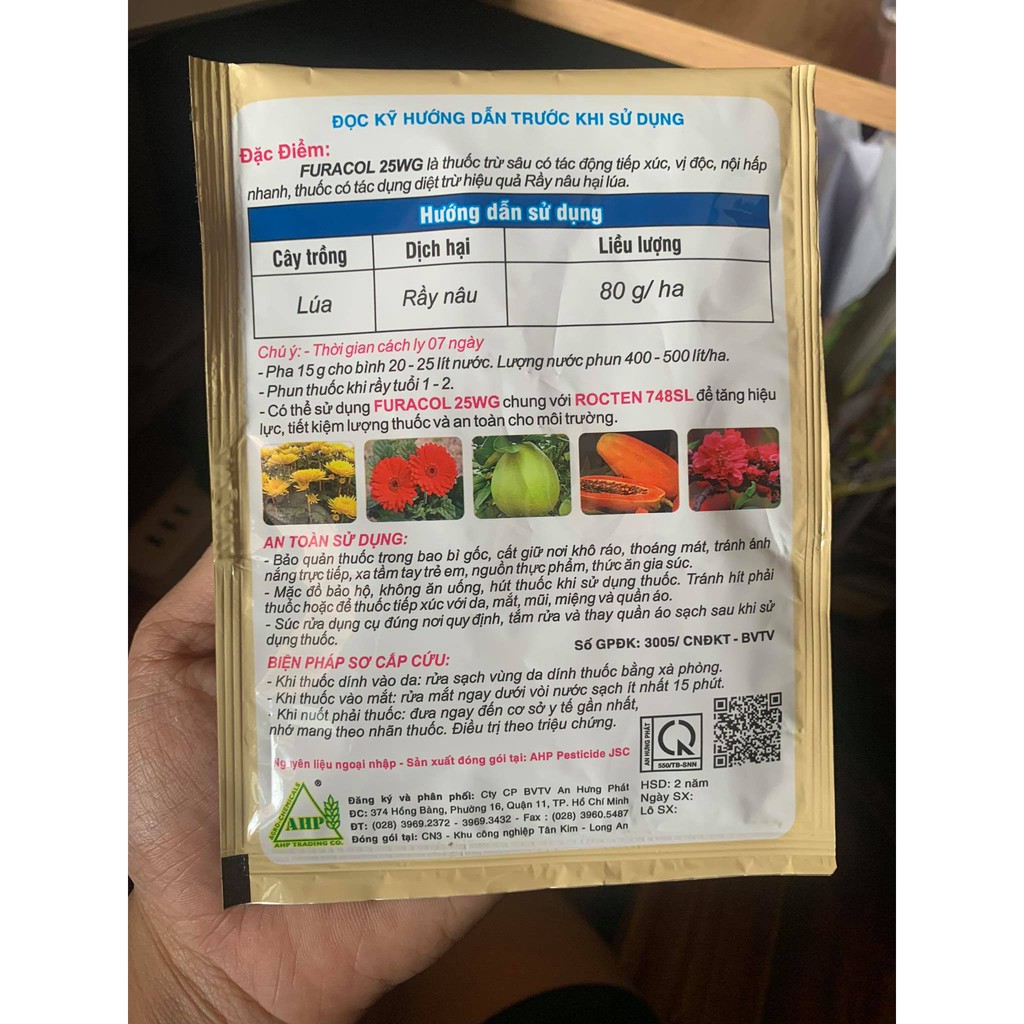 ĐỌC KỸ HƯỚNG DẪN TRƯỚC KHI SỬ DỤNG
Đặc Điểm:
FURACOL 25WG là thuốc trừ sâu có tác động tiếp xúc, vị độc, nội hấp
nhanh, thuốc có tác dụng diệt trừ hiệu quả Rầy nâu hại lúa.
Hướng dẫn sử dụng
Cây trồng Dịch hại Liều lượng
Lúa Rầy nâu 80 g/ ha
Chú ý: - Thời gian cách ly 07 ngày
- Pha 15 g cho bình 20 - 25 lít nước. Lượng nước phun 400 - 500 lít/ha.
- Phun thuốc khi rầy tuổi 1 - 2.
- Có thể sử dụng FURACOL 25WG chung với ROCTEN 748SL để tăng hiệu
lực, tiết kiệm lượng thuốc và an toàn cho môi trường.
AN TOÀN SỬ DỤNG:
- Bảo quản thuốc trong bao bì gốc, cất giữ nơi khô ráo, thoáng mát, tránh ánh
nắng trực tiếp, xa tầm tay trẻ em, nguồn thực phẩm, thức ăn gia súc.
- Mặc đồ bảo hộ, không ăn uống, hút thuốc khi sử dụng thuốc. Tránh hít phải
thuốc hoặc để thuốc tiếp xúc với da, mắt, mũi, miệng và quần áo.
- Súc rửa dụng cụ đúng nơi quy định, tắm rửa và thay quần áo sạch sau khi sử
dụng thuốc.
Số GPĐK: 3005/ CNĐKT - BVTV
BIỆN PHÁP SƠ CẤP CỨU:
- Khi thuốc dính vào da: rửa sạch vùng da dính thuốc bằng xà phòng.
- Khi thuốc vào mắt: rửa mắt ngay dưới vòi nước sạch ít nhất 15 phút.
- Khi nuốt phải thuốc: đưa ngay đến cơ sở y tế gần nhất,
nhớ mang theo nhãn thuốc. Điều trị theo triệu chứng.
AN HƯNG PHÁT
550/TB-SNN
Nguyên liệu ngoại nhập - Sản xuất đóng gói tại: AHP Pesticide JSC
AGRO-CHEMICALS
AHP
®
AHP TRADING CO.
Đăng ký và phân phối: Cty CP BVTV An Hưng Phát
ĐC: 374 Hồng Bàng, Phường 16, Quận 11, TP. Hồ Chí Minh
ĐT: (028) 3969.2372 - 3969.3432 - Fax : (028) 3960.5487
Đóng gói tại: CN3 - Khu công nghiệp Tân Kim - Long An
HSD: 2 năm
Ngày SX:
Lô SX: